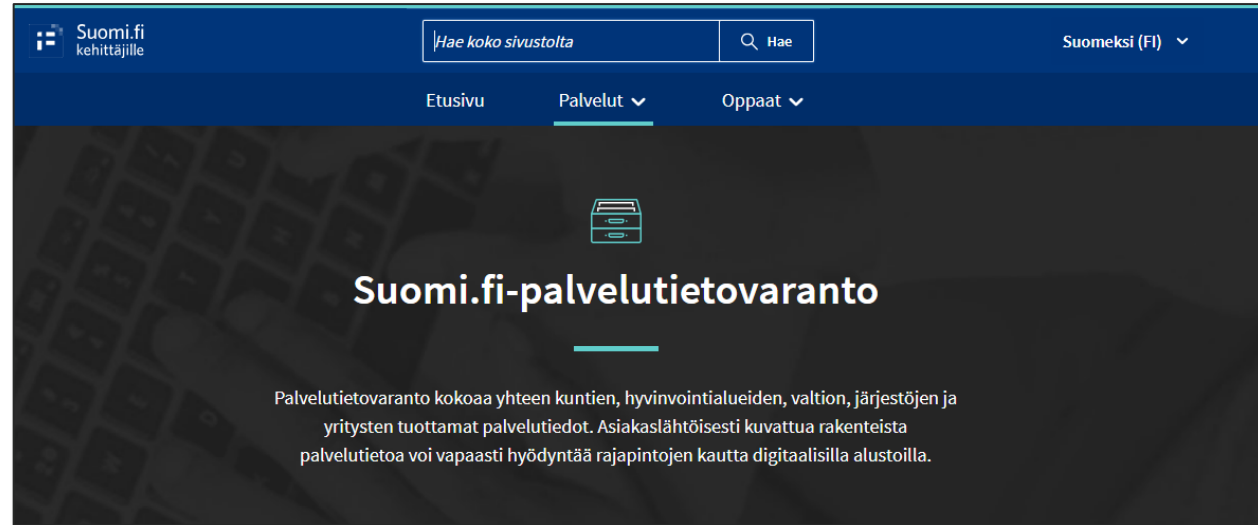 Suomi.fi
kehittäjille
Hae koko sivustolta
Hae
Suomeksi (FI)
Etusivu
Palvelut
Oppaat
Suomi.fi-palvelutietovaranto
Palvelutietovaranto kokoaa yhteen kuntien, hyvinvointialueiden, valtion, järjestöjen ja
yritysten tuottamat palvelutiedot. Asiakaslähtöisesti kuvattua rakenteista
palvelutietoa voi vapaasti hyödyntää rajapintojen kautta digitaalisilla alustoilla.